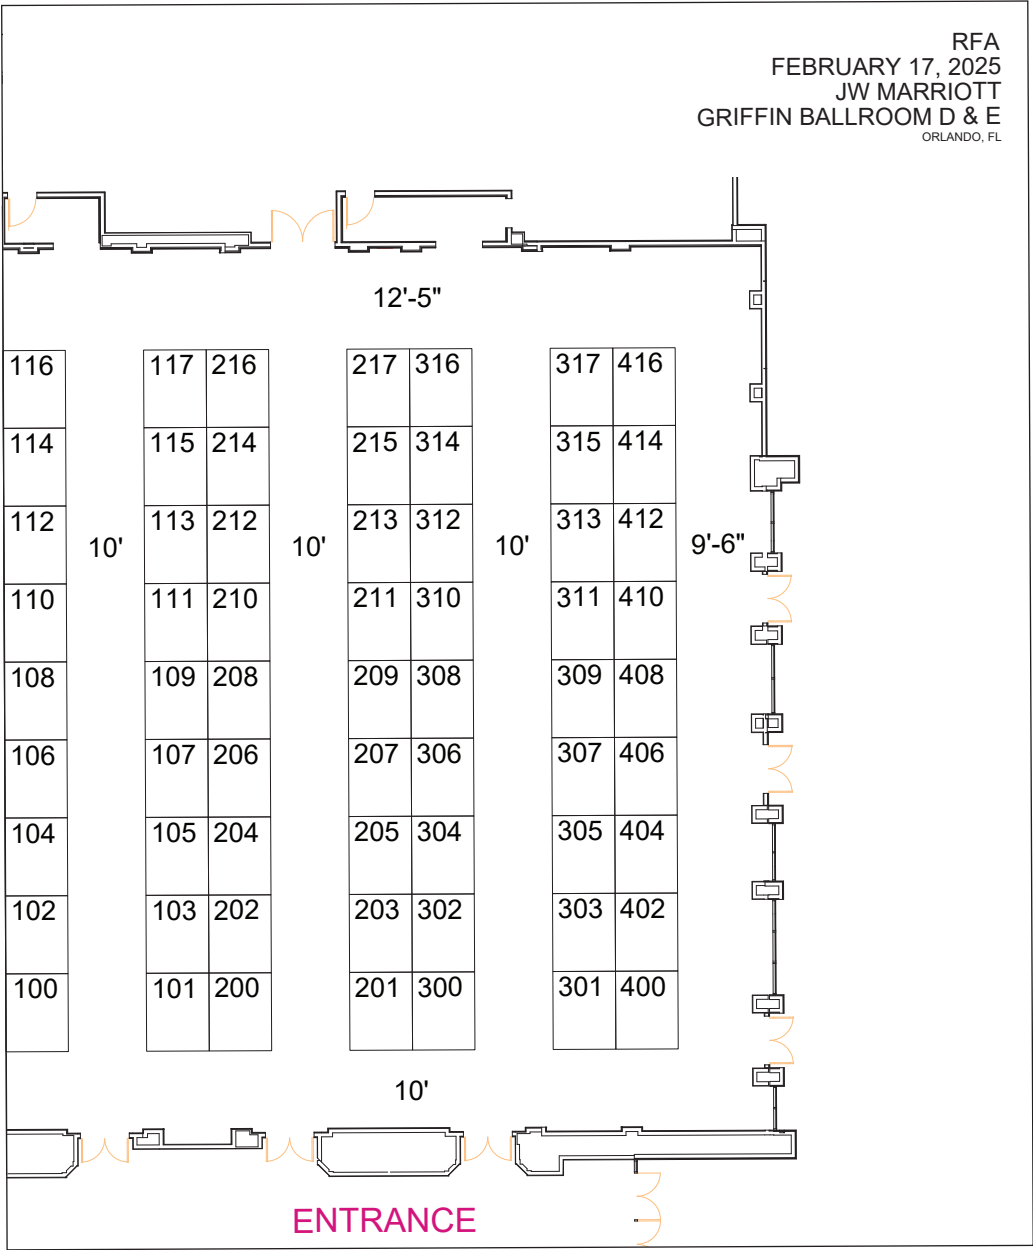 RFA
FEBRUARY 17, 2025
JW MARRIOTT
GRIFFIN BALLROOM D & E
ORLANDO, FL
12'-5"
116 117 216 217 316 317 416
114 115 214 215 314 315 414
112 113 212 213 312 313 412
10' 10' 10' 9'-6"
110 111 210 211 310 311 410
108 109 208 209 308 309 408
106 107 206 207 306 307 406
104 105 204 205 304 305 404
102 103 202 203 302 303 402
100 101 200 201 300 301 400
10'
ENTRANCE